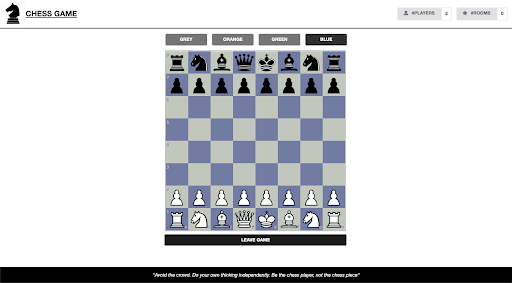 CHESS GAME
#PLAYERS 2
#ROOMS 0
GREY
ORANGE
GREEN
BLUE
LEAVE GAME
"Avoid the crowd. Do your own thinking independently. Be the chess player, not the chess piece"